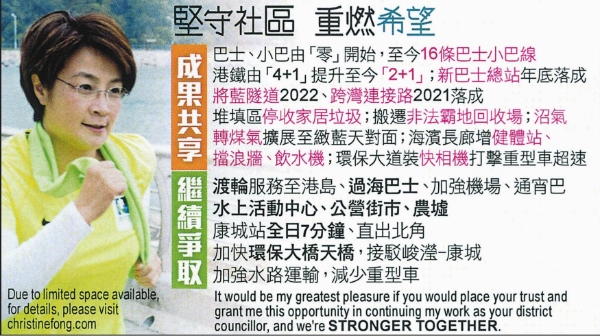 堅守社區 重燃希望
成果共享
巴士、小巴由「零」開始，至今16條巴士小巴線
港鐵由「4+1」提升至今「2+1」；新巴士總站年底落成
將藍隧道2022、跨灣連接路2021落成
堆填區停收家居垃圾；搬遷非法霸地回收場；沼氣
轉煤氣擴展至緻藍天對面；海濱長廊增健體站、
擋浪牆、飲水機；環保大道裝快相機打擊重型車超速
繼續爭取
渡輪服務至港島、過海巴士、加強機場、通宵巴
水上活動中心、公營街市、農墟
康城站全日7分鐘、直出北角
加快環保大橋天橋，接駁峻瀅-康城
加強水路運輸，減少重型車
Due to limited space available,
for details, please visit
christinefong.com
It would be my greatest pleasure if you would place your trust and
grant me this opportunity in continuing my work as your district
councillor, and we're STRONGER TOGETHER.